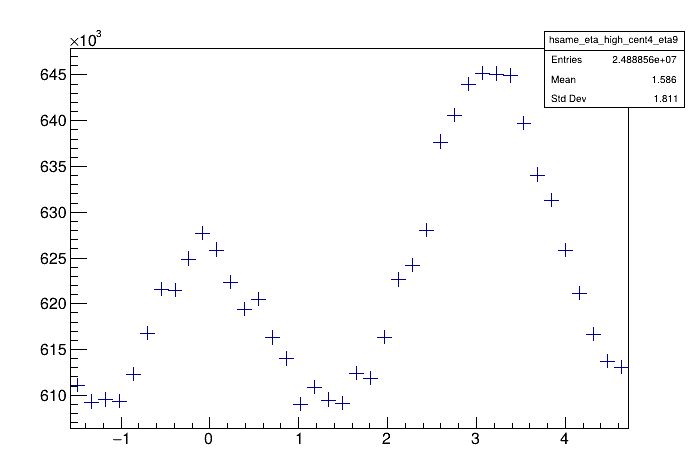 ×10³
hsame_eta_high_cent4_eta9
Entries 2.488856e+07
Mean 1.586
Std Dev 1.811
645
640
635
630
625
620
615
610
−1 0 1 2 3 4